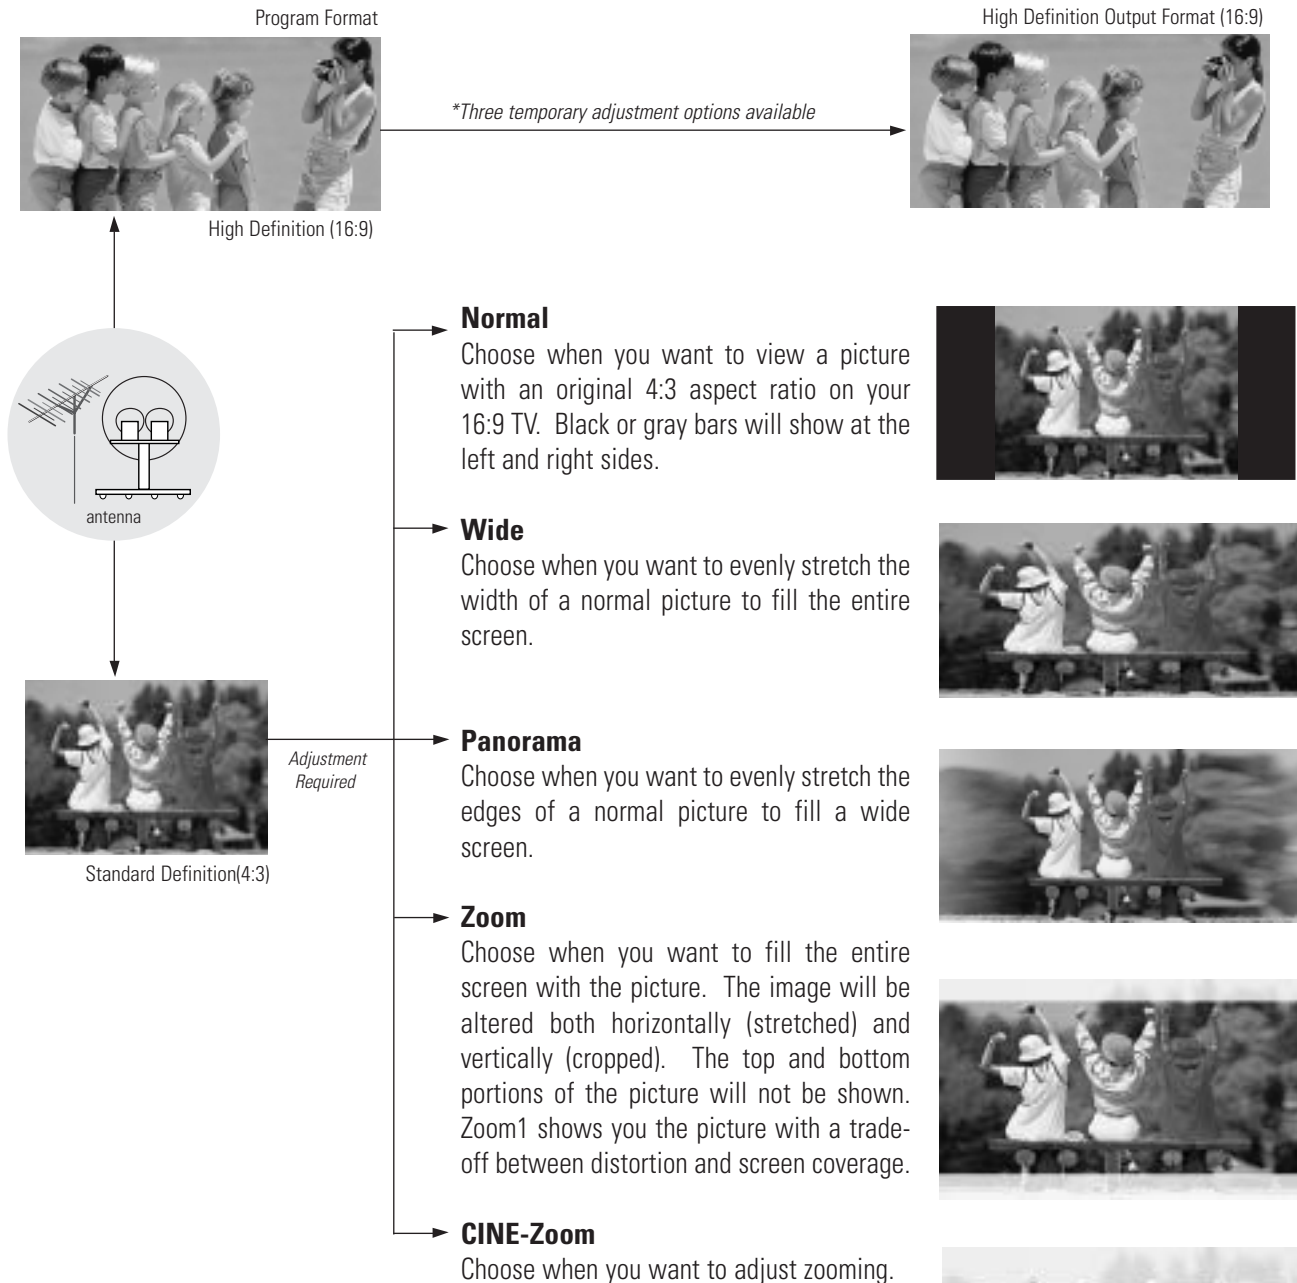 Program Format
High Definition Output Format (16:9)
*Three temporary adjustment options available
High Definition (16:9)
antenna
Standard Definition(4:3)
Adjustment
Required
Normal
Choose when you want to view a picture
with an original 4:3 aspect ratio on your
16:9 TV.  Black or gray bars will show at the
left and right sides.
Wide
Choose when you want to evenly stretch the
width of a normal picture to fill the entire
screen.
Panorama
Choose when you want to evenly stretch the
edges of a normal picture to fill a wide
screen.
Zoom
Choose when you want to fill the entire
screen with the picture.  The image will be
altered both horizontally (stretched) and
vertically (cropped).  The top and bottom
portions of the picture will not be shown.
Zoom1 shows you the picture with a trade-
off between distortion and screen coverage.
CINE-Zoom
Choose when you want to adjust zooming.